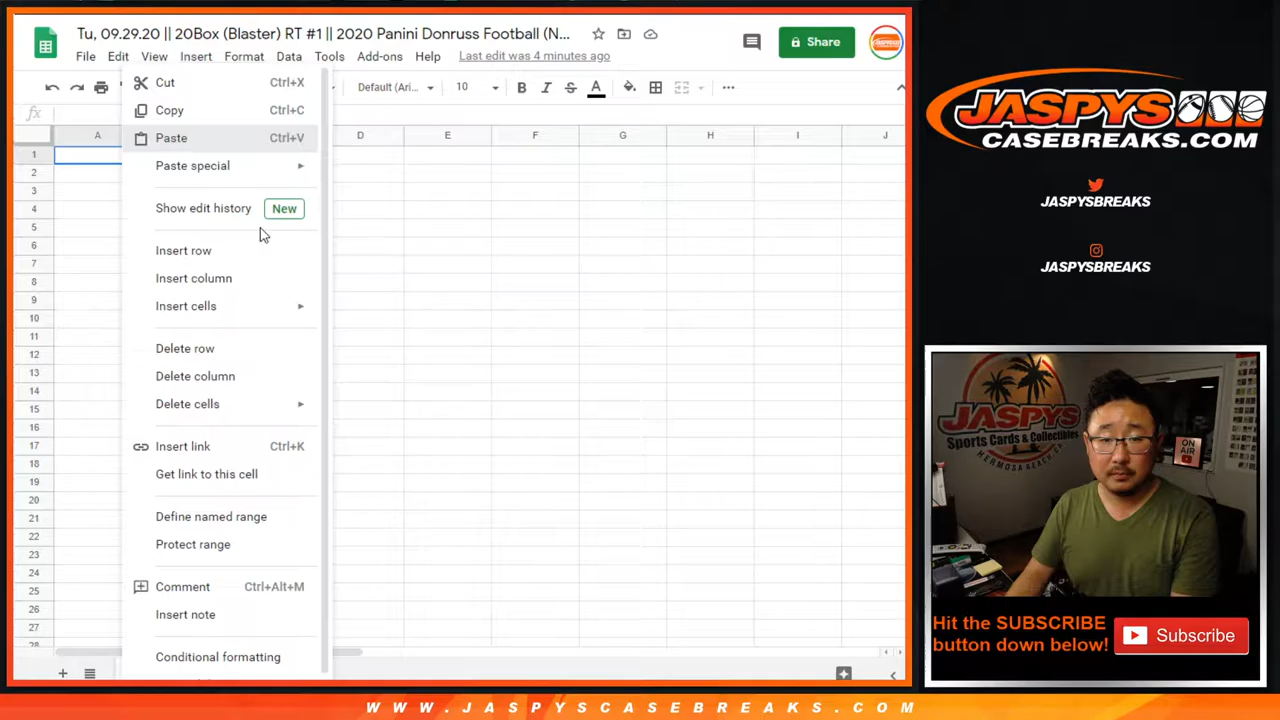 Tu, 09.29.20 || 20Box (Blaster) RT #1 || 2020 Panini Donruss Football (N...
File Edit View Insert Format Data Tools Add-ons Help Last edit was 4 minutes ago
Share
Default (Ari... 10 B I S A
fx
A D E F G H I J
1
2
3
4
5
6
7
8
9
10
11
12
13
14
15
16
17
18
19
20
21
22
23
24
25
26
27
28
Cut Ctrl+X
Copy Ctrl+C
Paste Ctrl+V
Paste special
Show edit history New
Insert row
Insert column
Insert cells
Delete row
Delete column
Delete cells
Insert link Ctrl+K
Get link to this cell
Define named range
Protect range
Comment Ctrl+Alt+M
Insert note
Conditional formatting
JASPYS
CASEBREAKS.COM
JASPYSBREAKS
JASPYSBREAKS
JASPYS
Sports Cards & Collectibles
HERMOSA BEACH, CA
ON
AIR
Hit the SUBSCRIBE
button down below!
Subscribe
WWW.JASPYSCASEBREAKS.COM